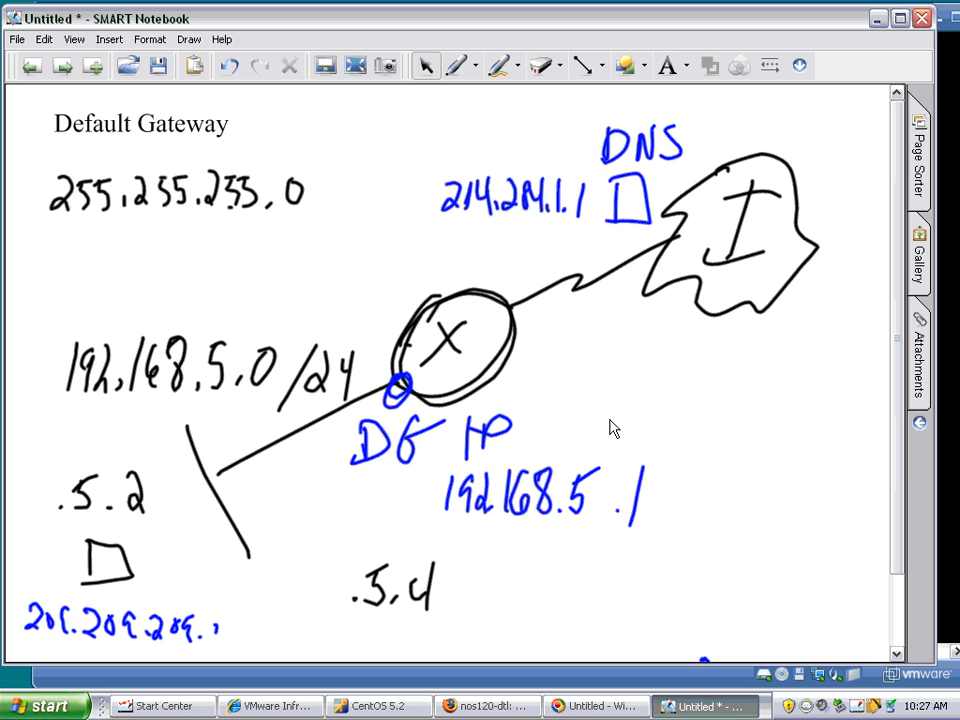 Untitled * - SMART Notebook
File Edit View Insert Format Draw Help
Default Gateway
DNS
255.255.255.0
214.214.1.1
I
X
192.168.5.0 /24
DG IP
192.168.5.1
.5.2
.5.4
209.209.209.
Page Sorter
Gallery
Attachments
vmware
start
Start Center
VMware Infr...
CentOS 5.2
nos120-dtl: ...
Untitled - Wi...
Untitled * - ...
10:27 AM